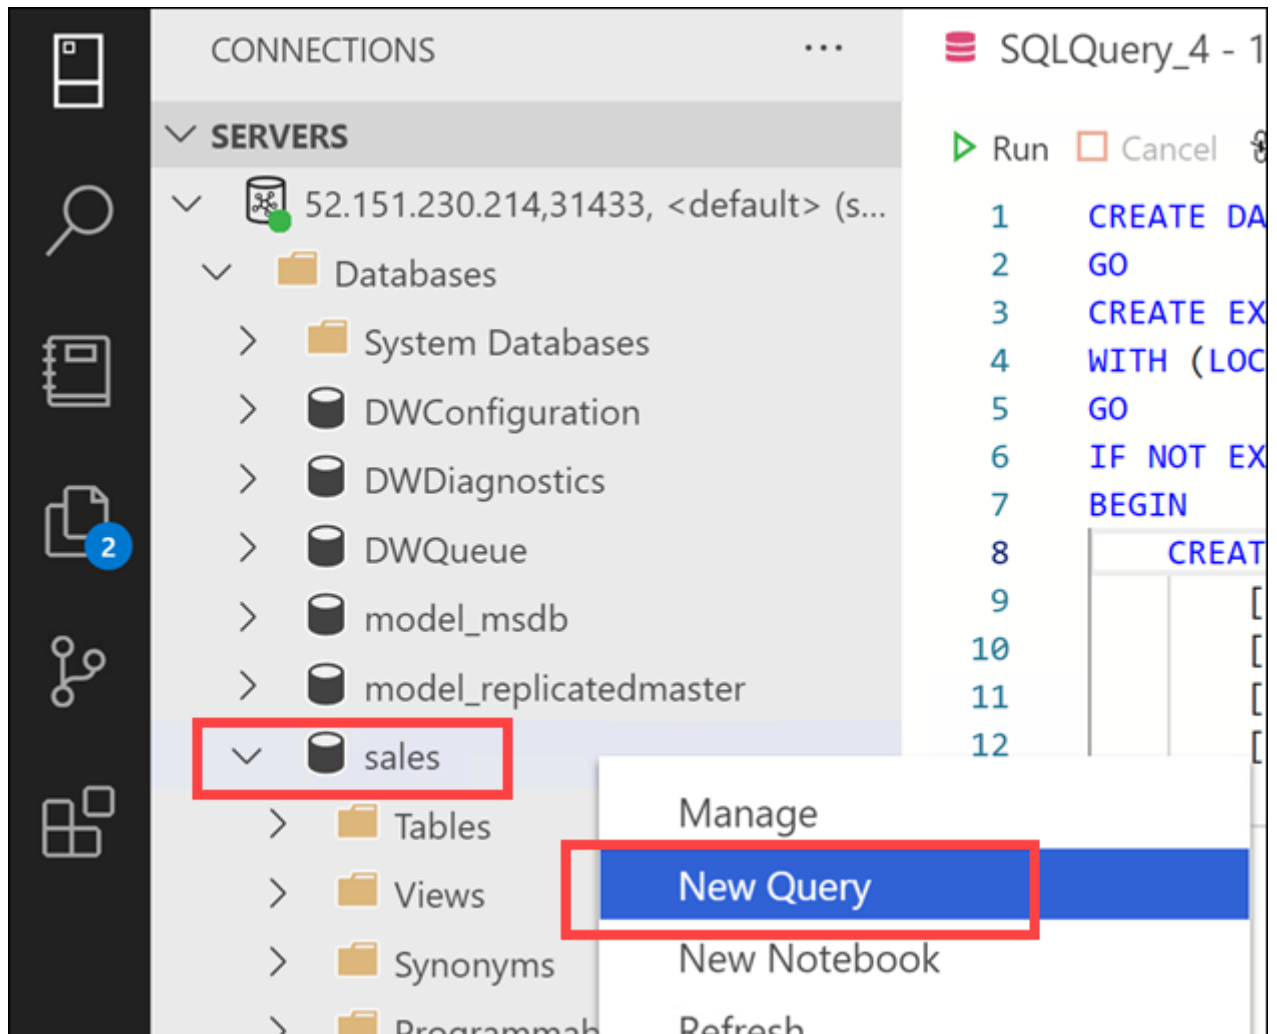 CONNECTIONS
SERVERS
52.151.230.214,31433, <default> (s...
Databases
System Databases
DWConfiguration
DWDiagnostics
DWQueue
model_msdb
model_replicatedmaster
sales
Tables
Views
Synonyms
Programmab
2
Manage
New Query
New Notebook
Refresh
SQLQuery_4 - 1
Run Cancel
1 CREATE DA
2 GO
3 CREATE EX
4 WITH (LOC
5 GO
6 IF NOT EX
7 BEGIN
8 CREAT
9 [
10 [
11 [
12 [